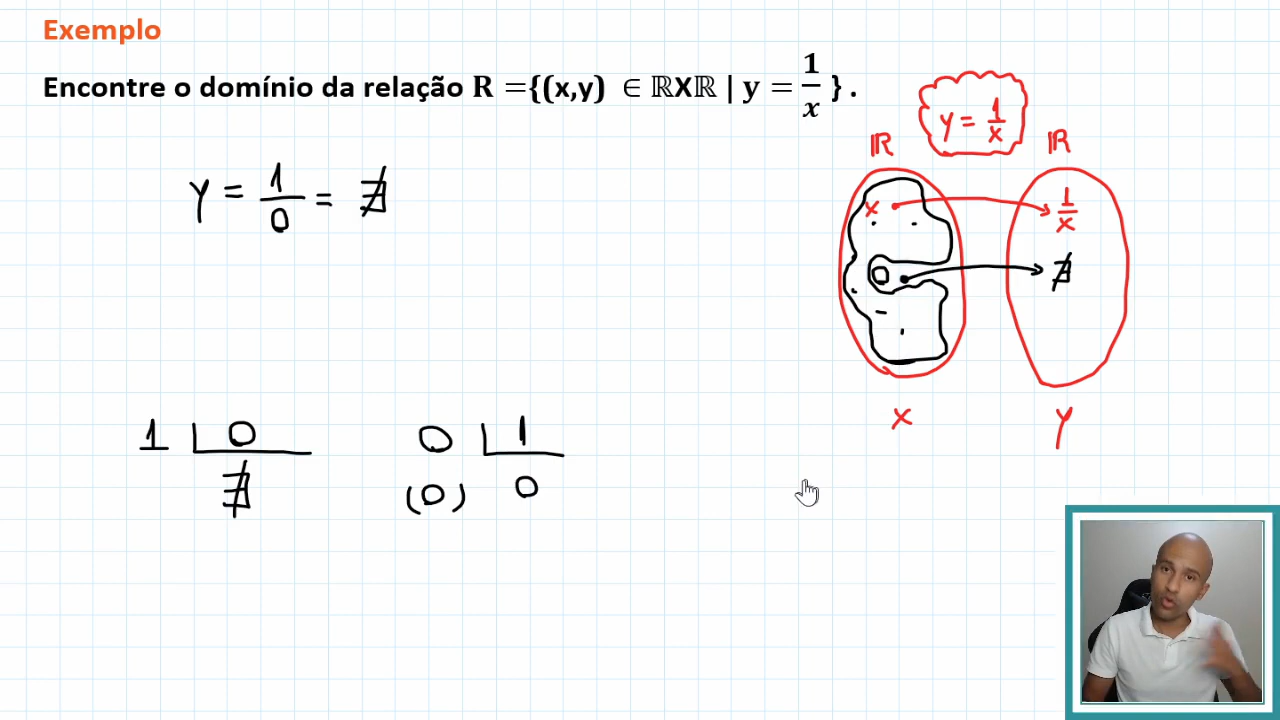 Exemplo
Encontre o domínio da relação R ={(x,y) ∈ ℝXℝ | y = 1/x } .
y = 1/x
ℝ ℝ
y = 1/0 = ∄
x 1/x
0 ∄
x y
1 0
∄
0 1
(0) 0